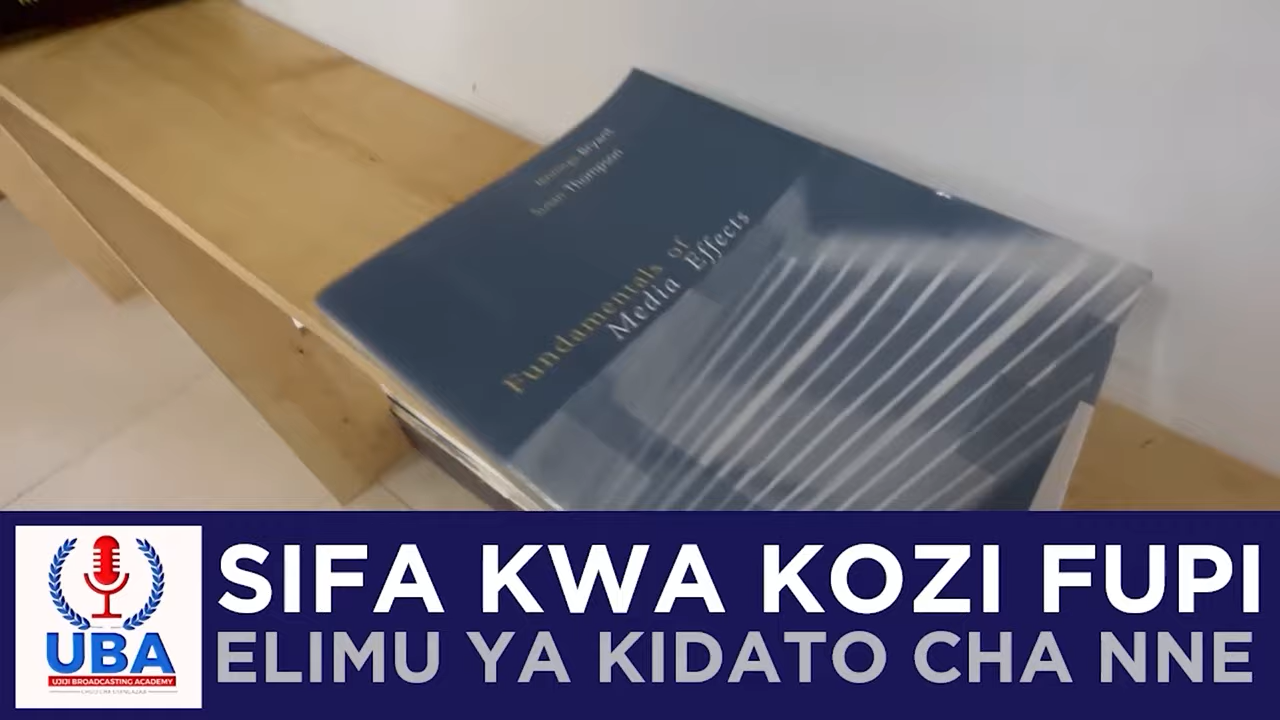 Bryant
Susan Thompson
Fundamentals of
Media Effects
SIFA KWA KOZI FUPI
ELIMU YA KIDATO CHA NNE
UBA
UJIJI BROADCASTING ACADEMY